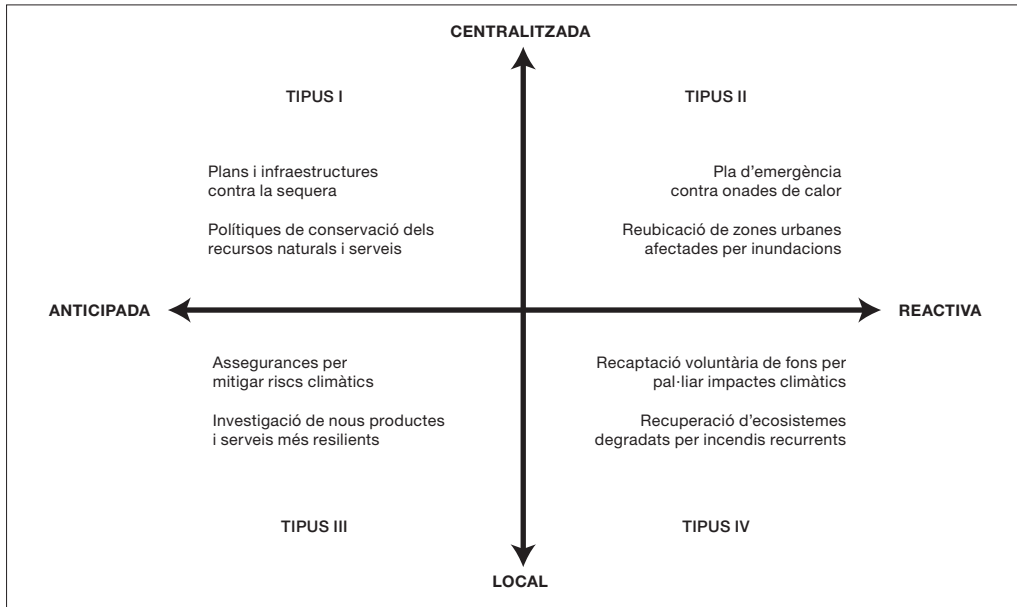 CENTRALITZADA
TIPUS I
TIPUS II
Plans i infraestructures
contra la sequera
Polítiques de conservació dels
recursos naturals i serveis
Pla d’emergència
contra onades de calor
Reubicació de zones urbanes
afectades per inundacions
ANTICIPADA
REACTIVA
Assegurances per
mitigar riscs climàtics
Investigació de nous productes
i serveis més resilients
Recaptació voluntària de fons per
pal·liar impactes climàtics
Recuperació d’ecosistemes
degradats per incendis recurrents
TIPUS III
TIPUS IV
LOCAL